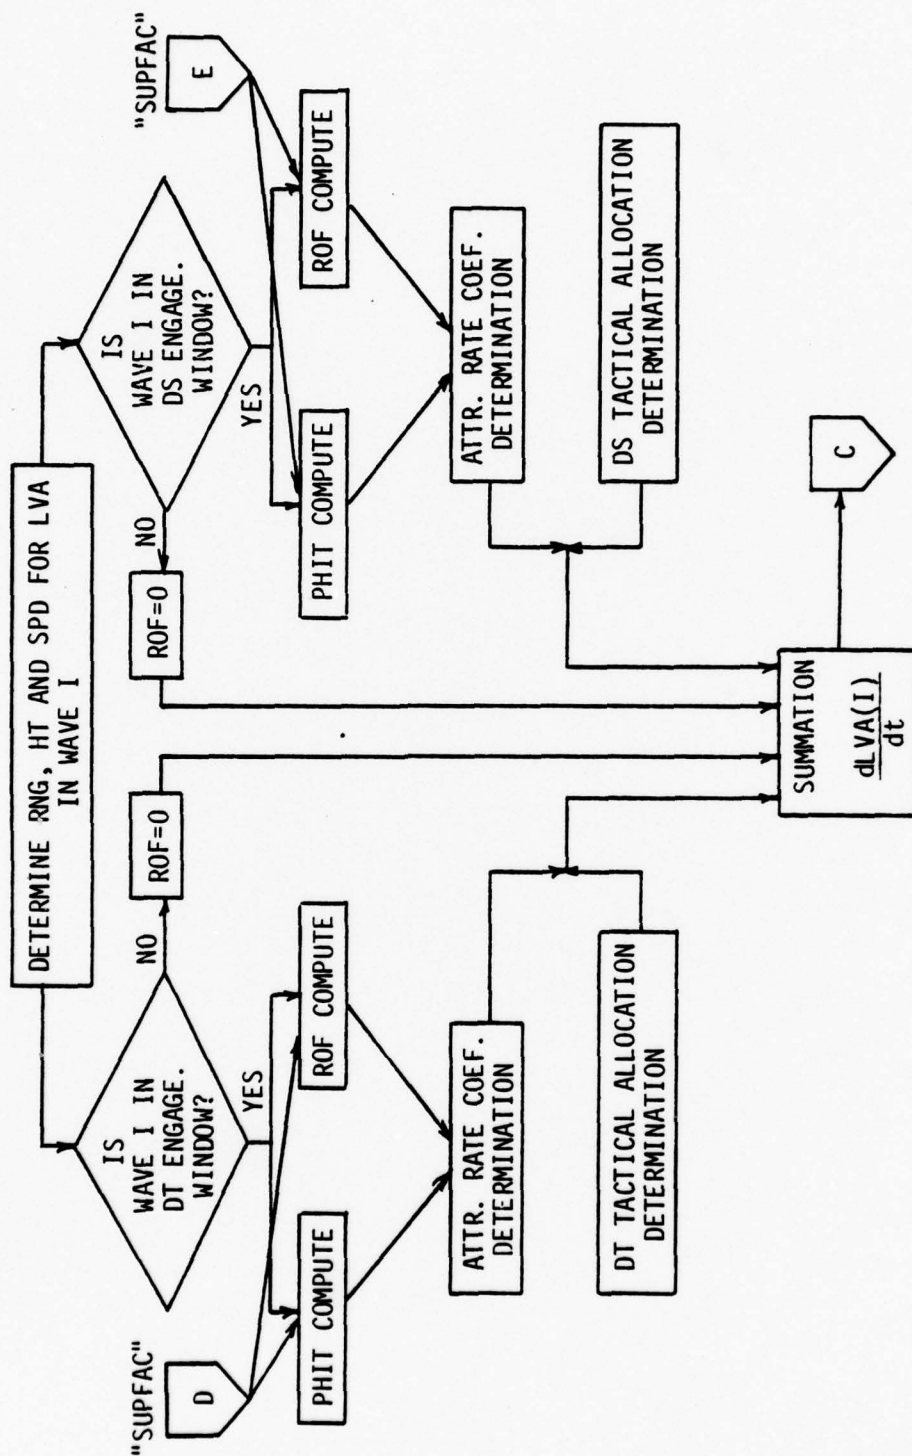 DETERMINE RNG, HT AND SPD FOR LVA
IN WAVE I
"SUPFAC"
D
IS
WAVE I IN
DT ENGAGE.
WINDOW?
NO
ROF=0
YES
PHIT COMPUTE
ROF COMPUTE
ATTR. RATE COEF.
DETERMINATION
DT TACTICAL ALLOCATION
DETERMINATION
"SUPFAC"
E
IS
WAVE I IN
DS ENGAGE.
WINDOW?
NO
ROF=0
YES
PHIT COMPUTE
ROF COMPUTE
ATTR. RATE COEF.
DETERMINATION
DS TACTICAL ALLOCATION
DETERMINATION
SUMMATION
dLVA(I)
dt
C